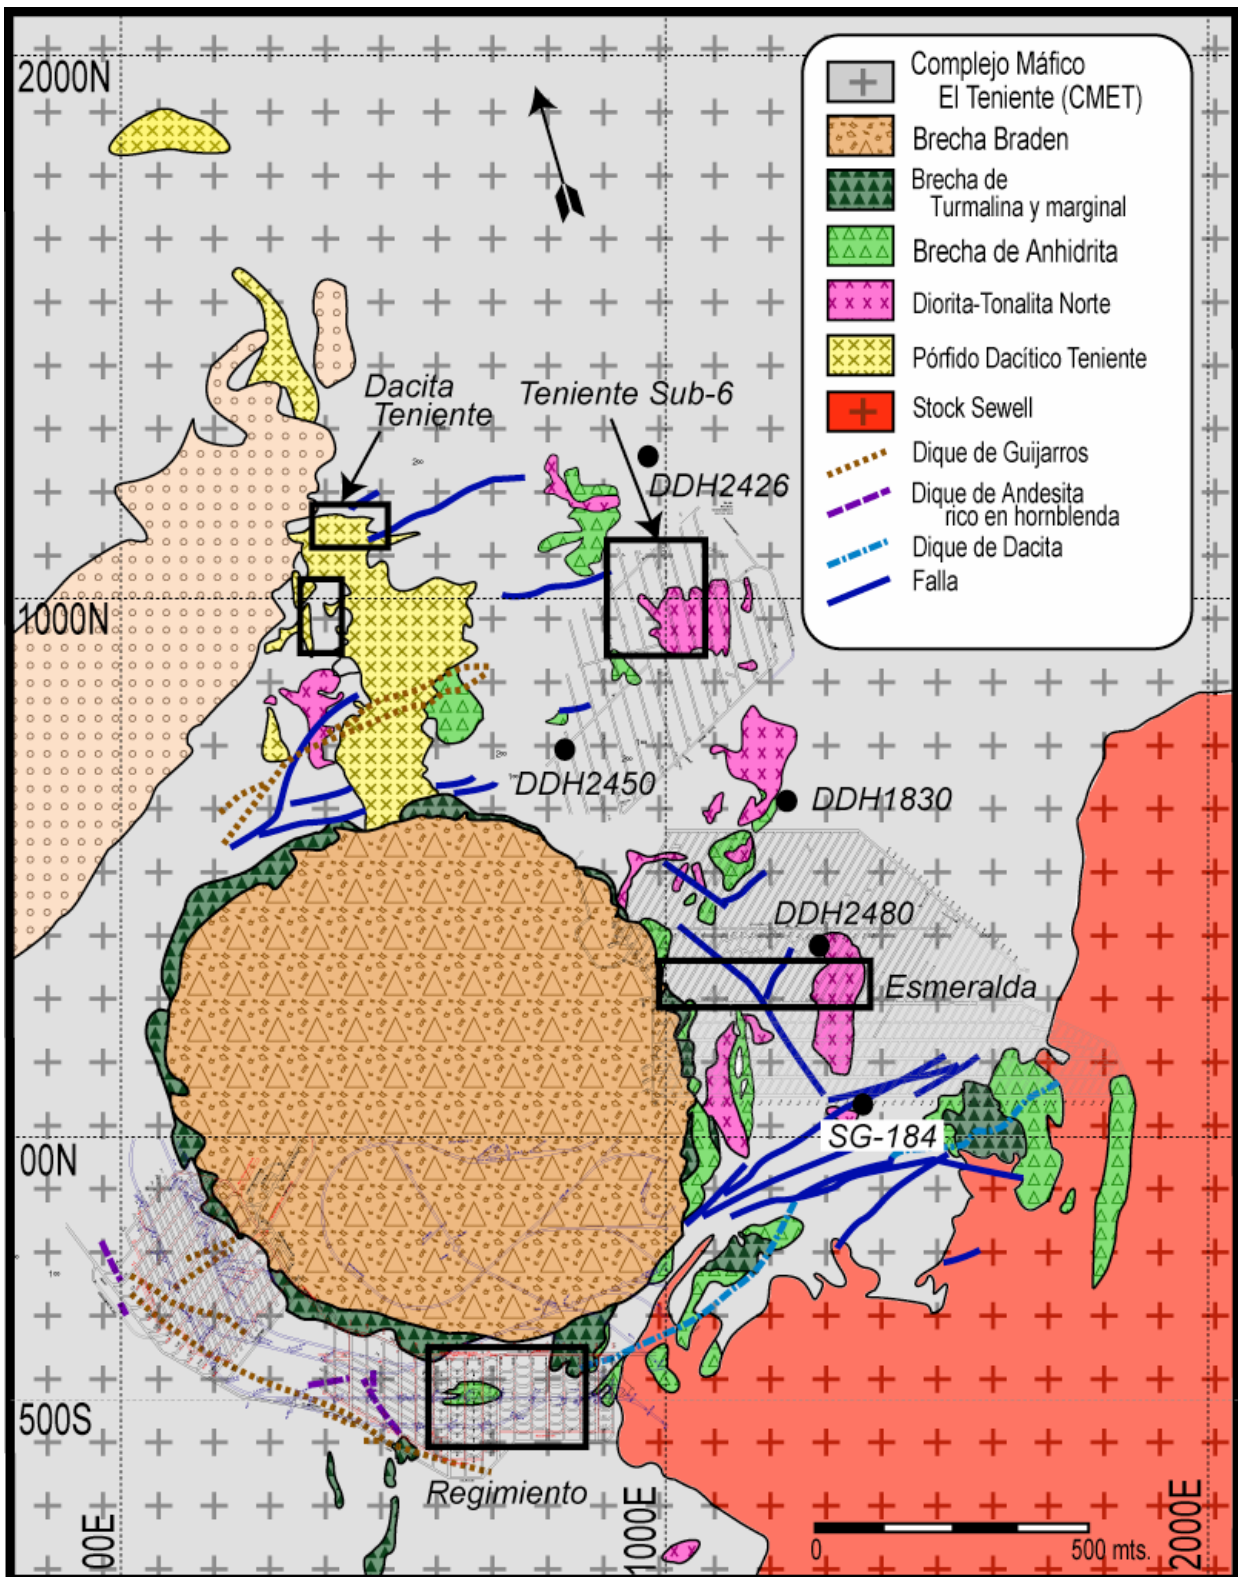 2000N
Complejo Máfico
El Teniente (CMET)
Brecha Braden
Brecha de
Turmalina y marginal
Brecha de Anhidrita
Diorita-Tonalita Norte
Pórfido Dacítico Teniente
Stock Sewell
Dique de Guijarros
Dique de Andesita
rico en hornblenda
Dique de Dacita
Falla
Dacita
Teniente
Teniente Sub-6
DDH2426
1000N
DDH2450
DDH1830
DDH2480
Esmeralda
SG-184
00N
500S
Regimiento
00E
1000E
2000E
0
500 mts.